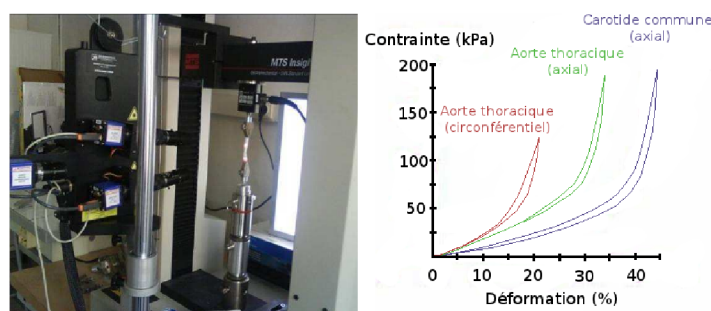 MTS Insight
Contrainte (kPa)
Carotide commune
(axial)
Aorte thoracique
(axial)
Aorte thoracique
(circonférentiel)
200
150
100
50
0
10
20
30
40
Déformation (%)